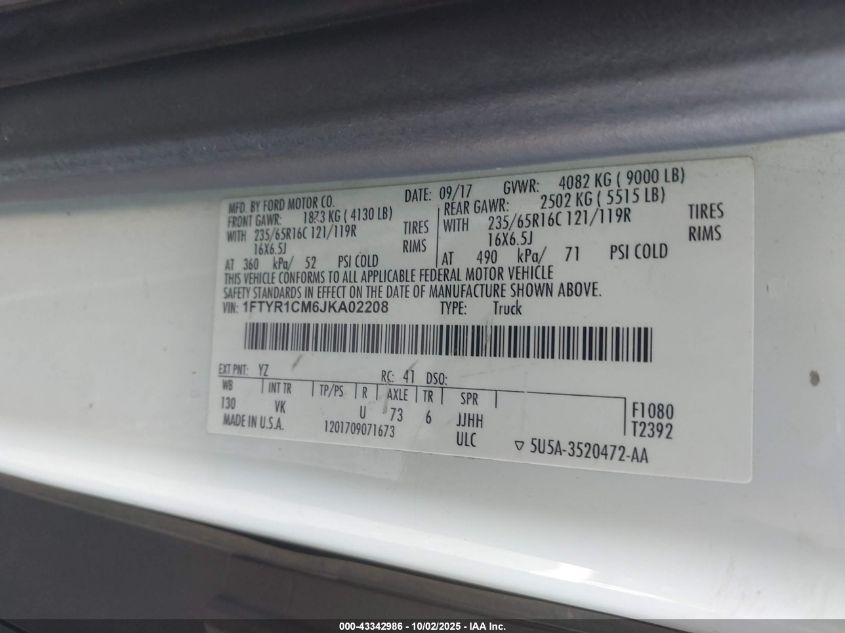 MFD. BY FORD MOTOR CO. DATE: 09/17 GVWR: 4082 KG ( 9000 LB)
FRONT GAWR: 1873 KG ( 4130 LB) REAR GAWR: 2502 KG ( 5515 LB)
WITH 235/65R16C 121/119R TIRES WITH 235/65R16C 121/119R TIRES
16X6.5J RIMS 16X6.5J RIMS
AT 360 kPa/ 52 PSI COLD AT 490 kPa/ 71 PSI COLD
THIS VEHICLE CONFORMS TO ALL APPLICABLE FEDERAL MOTOR VEHICLE
SAFETY STANDARDS IN EFFECT ON THE DATE OF MANUFACTURE SHOWN ABOVE.
VIN: 1FTYR1CM6JKA02208 TYPE: Truck
EXT PNT: YZ RC: 41 DSO:
WB INT TR TP/PS R AXLE TR SPR
130 VK U 73 6 JJHH F1080
MADE IN U.S.A. 1201709071673 ULC T2392
▽ 5U5A-3520472-AA
000-43342986 - 10/02/2025 - IAA Inc.